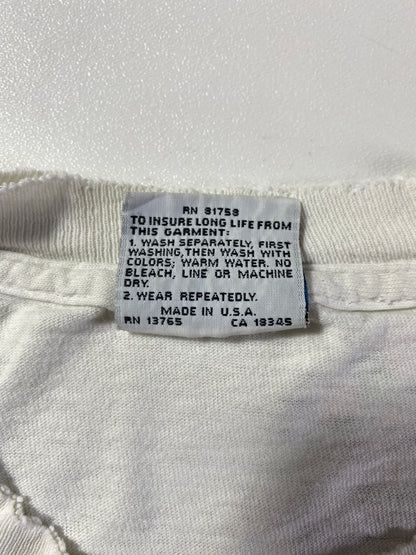 RN 81759
TO INSURE LONG LIFE FROM
THIS GARMENT:
1. WASH SEPARATELY, FIRST
WASHING, THEN WASH WITH
COLORS; WARM WATER. NO
BLEACH, LINE OR MACHINE
DRY.
2. WEAR REPEATEDLY.
MADE IN U.S.A.
RN 13765 CA 18345